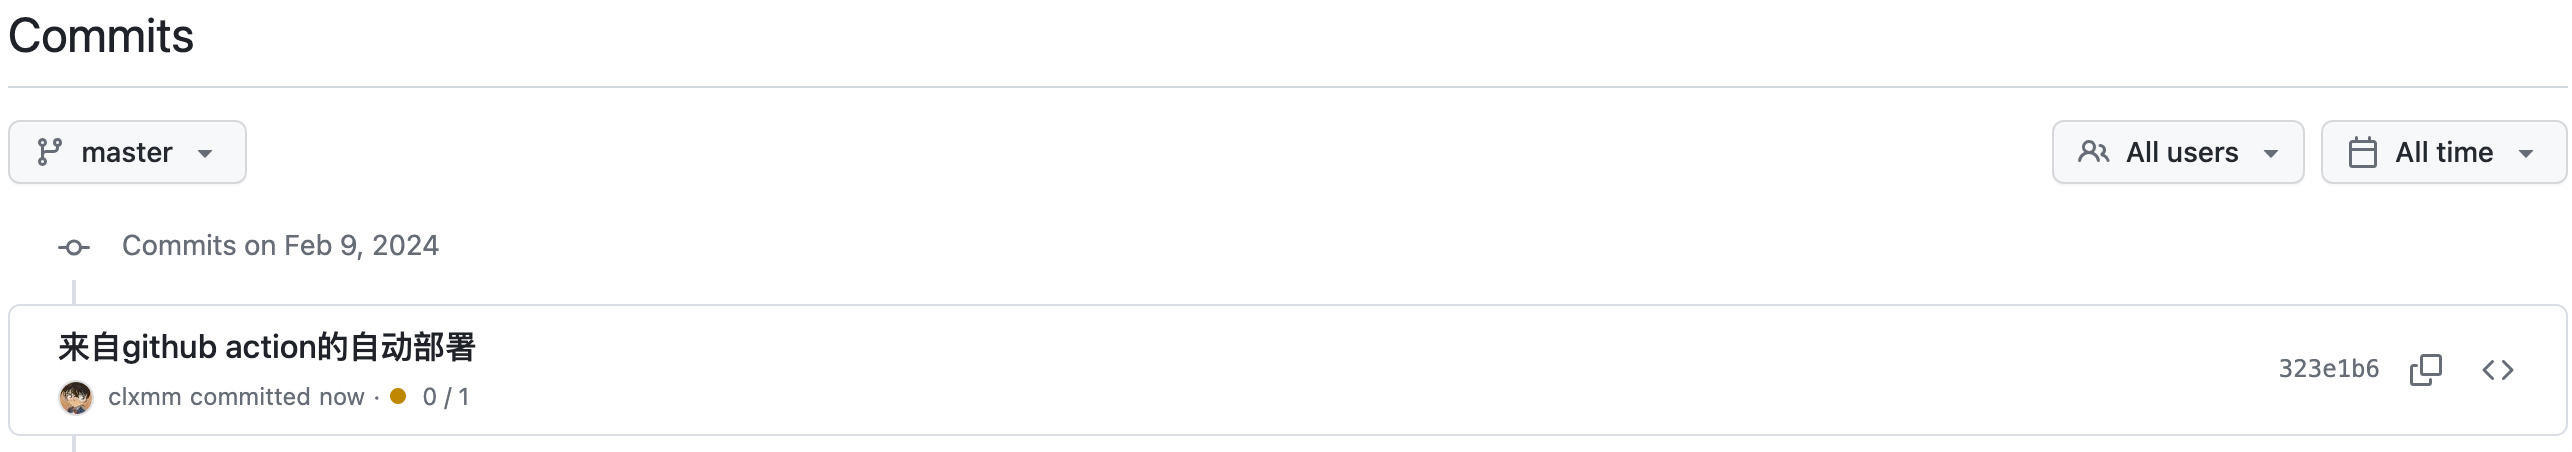 Commits
master
All users
All time
Commits on Feb 9, 2024
来自github action的自动部署
clxmm committed now · 0 / 1
323e1b6